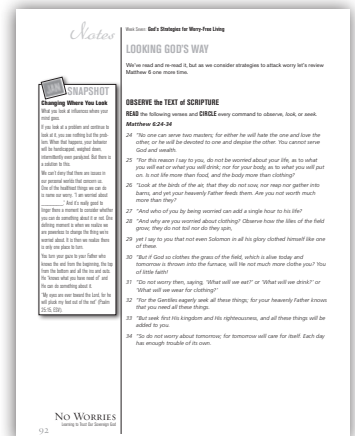 Notes
Week Seven: God's Strategies for Worry-Free Living
LOOKING GOD'S WAY
We've read and re-read it, but as we consider strategies to attack worry let's review
Matthew 6 one more time.
SNAPSHOT
Changing Where You Look
What you look at influences where your
mind goes.
If you look at a problem and continue to
look at it, you see nothing but the prob-
lem. When that happens, your behavior
will be handicapped, weighed down,
intermittently even paralyzed. But there is
a solution to this.
We can't deny that there are issues in
our personal worlds that concern us.
One of the healthiest things we can do
is name our worry, "I am worried about
__________." And it's really good to
linger there a moment to consider whether
you can do something about it or not. One
defining moment is when we realize we
are powerless to change the thing we're
worried about. It is then we realize there
is only one place to turn.
You turn your gaze to your Father who
knows the end from the beginning, the top
from the bottom and all the ins and outs.
He "knows what you have need of" and
He can do something about it.
"My eyes are ever toward the Lord, for he
will pluck my feet out of the net" (Psalm
25:15, ESV).
OBSERVE the TEXT of SCRIPTURE
READ the following verses and CIRCLE every command to observe, look, or seek.
Matthew 6:24-34
24 "No one can serve two masters; for either he will hate the one and love the
other, or he will be devoted to one and despise the other. You cannot serve
God and wealth.
25 "For this reason I say to you, do not be worried about your life, as to what
you will eat or what you will drink; nor for your body, as to what you will put
on. Is not life more than food, and the body more than clothing?
26 "Look at the birds of the air, that they do not sow, nor reap nor gather into
barns, and yet your heavenly Father feeds them. Are you not worth much
more than they?
27 "And who of you by being worried can add a single hour to his life?
28 "And why are you worried about clothing? Observe how the lilies of the field
grow; they do not toil nor do they spin,
29 yet I say to you that not even Solomon in all his glory clothed himself like one
of these.
30 "But if God so clothes the grass of the field, which is alive today and
tomorrow is thrown into the furnace, will He not much more clothe you? You
of little faith!
31 "Do not worry then, saying, 'What will we eat?' or 'What will we drink?' or
'What will we wear for clothing?'
32 "For the Gentiles eagerly seek all these things; for your heavenly Father knows
that you need all these things.
33 "But seek first His kingdom and His righteousness, and all these things will be
added to you.
34 "So do not worry about tomorrow; for tomorrow will care for itself. Each day
has enough trouble of its own.
NO WORRIES
Learning to Trust Our Sovereign God
92